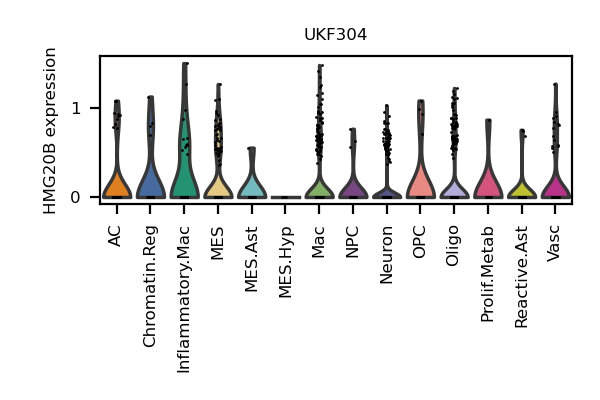 UKF304
HMG20B expression
1
0
AC
Chromatin.Reg
Inflammatory.Mac
MES
MES.Ast
MES.Hyp
Mac
NPC
Neuron
OPC
Oligo
Prolif.Metab
Reactive.Ast
Vasc